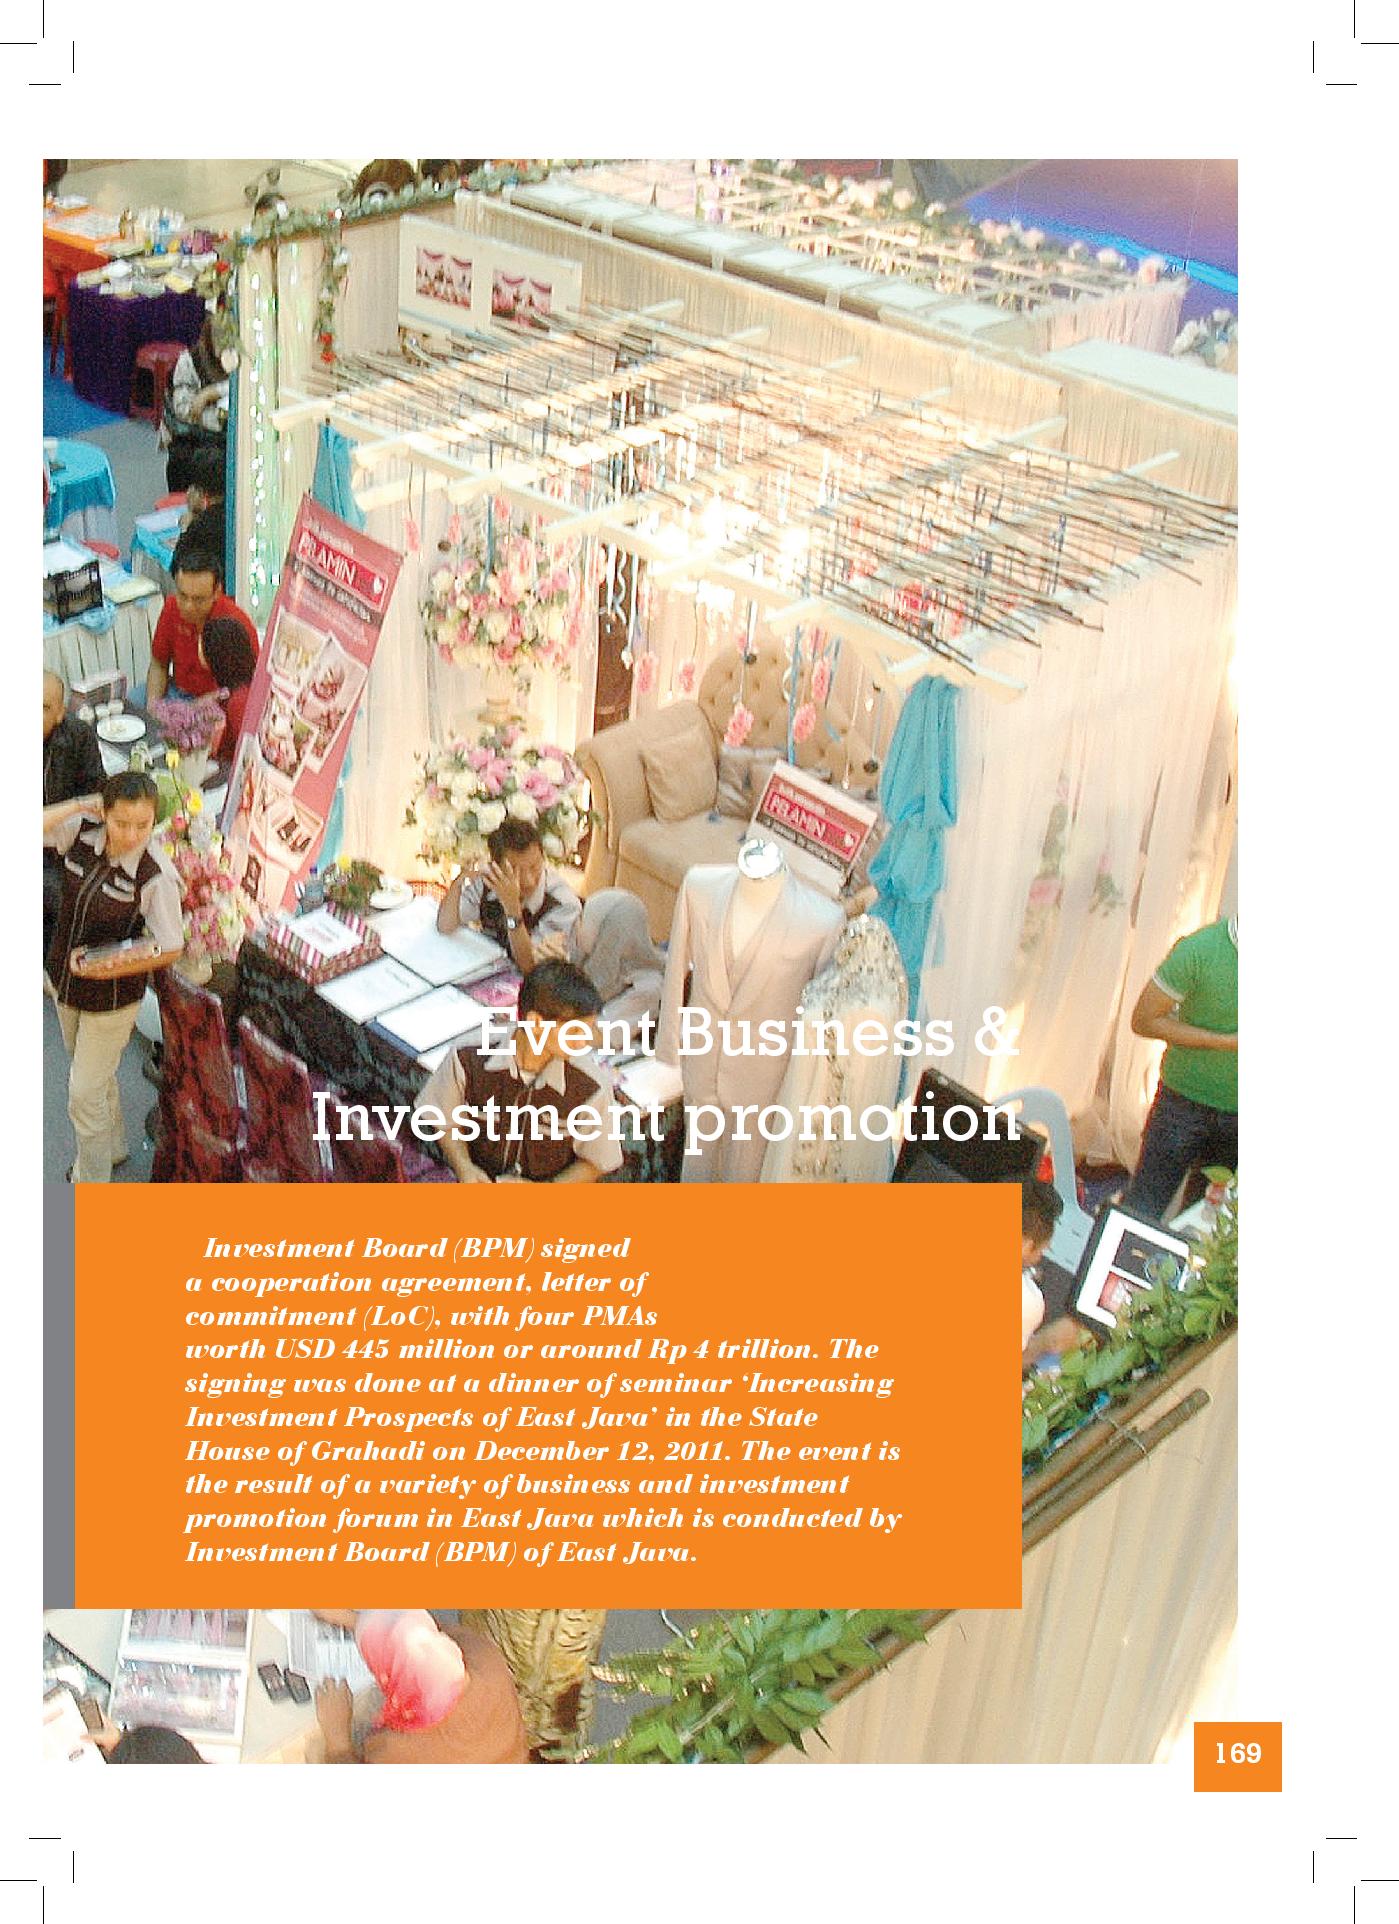 PELAMIN
PELAMIN
Event Business &
Investment promotion
Investment Board (BPM) signed
a cooperation agreement, letter of
commitment (LoC), with four PMAs
worth USD 445 million or around Rp 4 trillion. The
signing was done at a dinner of seminar ‘Increasing
Investment Prospects of East Java’ in the State
House of Grahadi on December 12, 2011. The event is
the result of a variety of business and investment
promotion forum in East Java which is conducted by
Investment Board (BPM) of East Java.
169